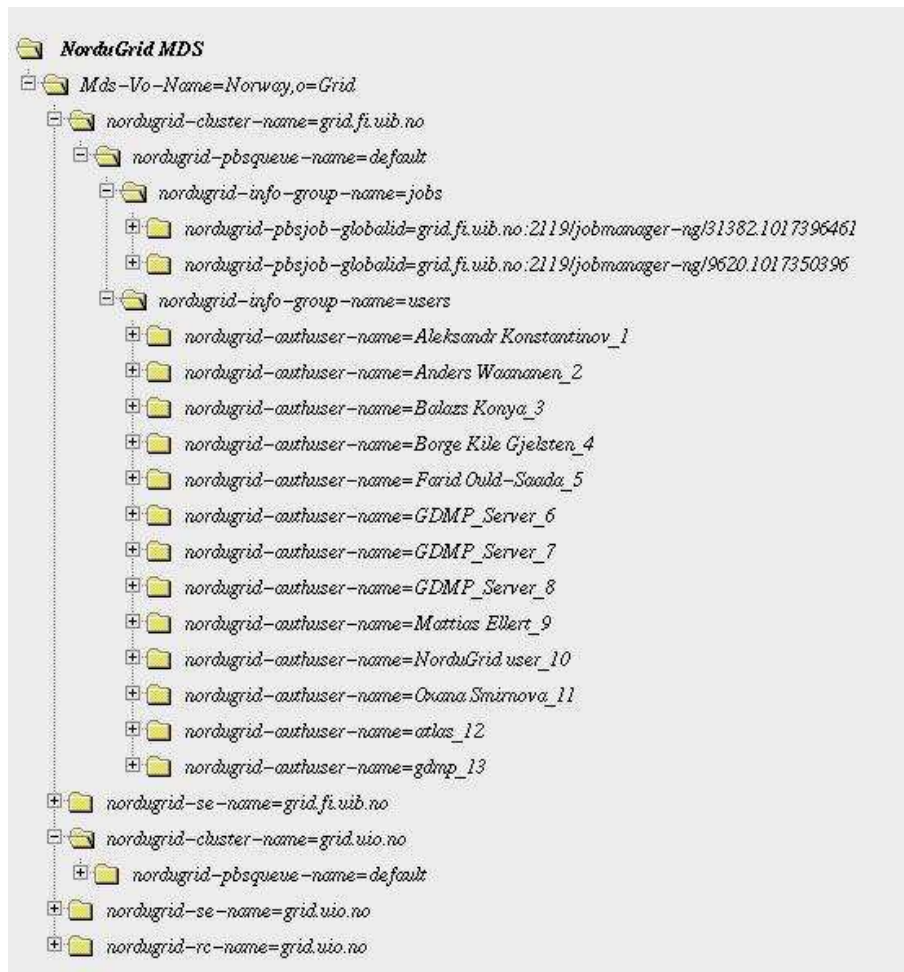 NorduGrid MDS
Mds-Vo-Name=Norway,o=Grid
nordugrid-cluster-name=grid.fi.uib.no
nordugrid-pbsqueue-name=default
nordugrid-info-group-name=jobs
nordugrid-pbsjob-globalid=grid.fi.uib.no:2119/jobmanager-ng/31382.1017396461
nordugrid-pbsjob-globalid=grid.fi.uib.no:2119/jobmanager-ng/9620.1017350396
nordugrid-info-group-name=users
nordugrid-authuser-name=Aleksandr Konstantinov_1
nordugrid-authuser-name=Anders Waananen_2
nordugrid-authuser-name=Balazs Konya_3
nordugrid-authuser-name=Borge Kile Gjelsten_4
nordugrid-authuser-name=Farid Ould-Saada_5
nordugrid-authuser-name=GDMP_Server_6
nordugrid-authuser-name=GDMP_Server_7
nordugrid-authuser-name=GDMP_Server_8
nordugrid-authuser-name=Mattias Ellert_9
nordugrid-authuser-name=NorduGrid user_10
nordugrid-authuser-name=Oxana Smirnova_11
nordugrid-authuser-name=atlas_12
nordugrid-authuser-name=gdmp_13
nordugrid-se-name=grid.fi.uib.no
nordugrid-cluster-name=grid.uio.no
nordugrid-pbsqueue-name=default
nordugrid-se-name=grid.uio.no
nordugrid-rc-name=grid.uio.no